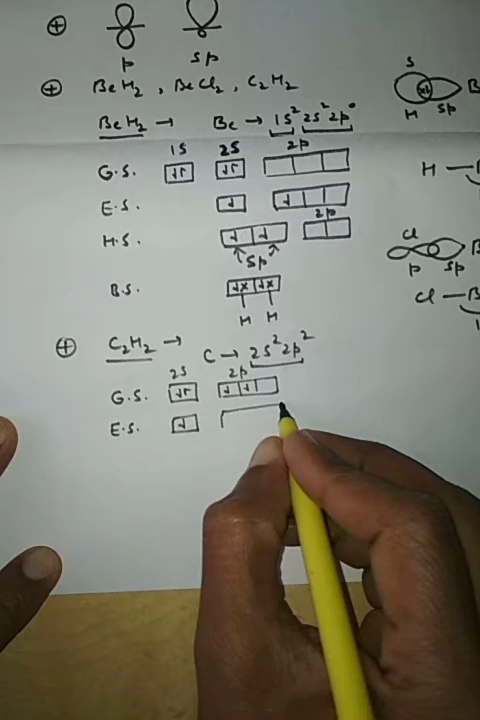 ⊕ p sp
⊕ BeH₂, BeCl₂, C₂H₂
BeH₂ → Be → 1s² 2s² 2p⁰
1s 2s 2p
G.S. ↓↑ ↓↑
E.S. ↓ ↓
2p
H.S. ↓ ↓
sp
B.S. ↓x ↓x
H H
⊕ C₂H₂ →
C → 2s² 2p²
2s 2p
G.S. ↓↑ ↓ ↓
E.S. ↓
s
B
H sp
H —
Cl
B
p sp
Cl — B